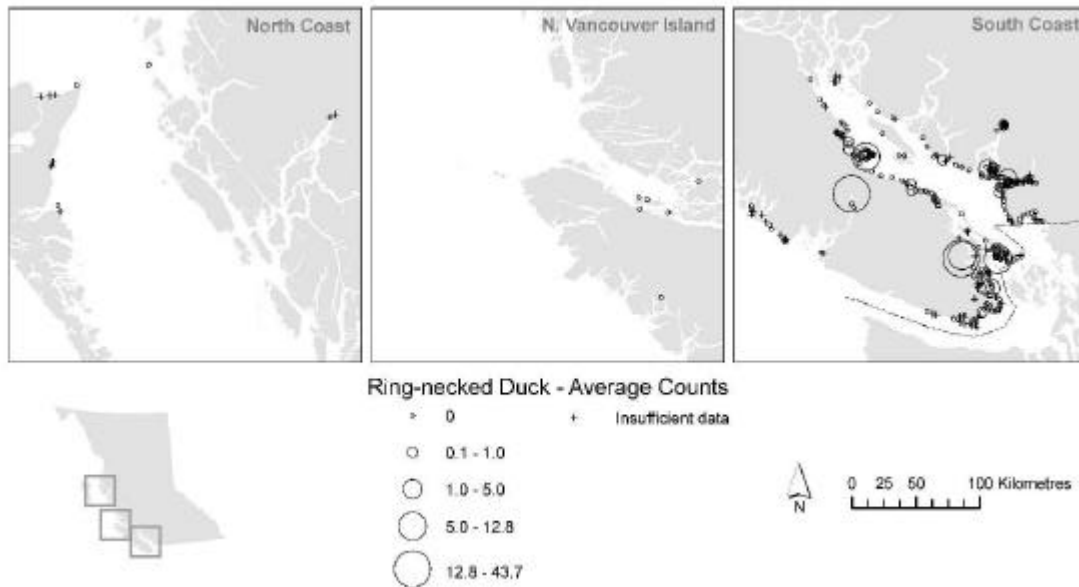 North Coast
N. Vancouver Island
South Coast
Ring-necked Duck - Average Counts
0
Insufficient data
0.1 - 1.0
1.0 - 5.0
5.0 - 12.8
12.8 - 43.7
N
0 25 50 100 Kilometres